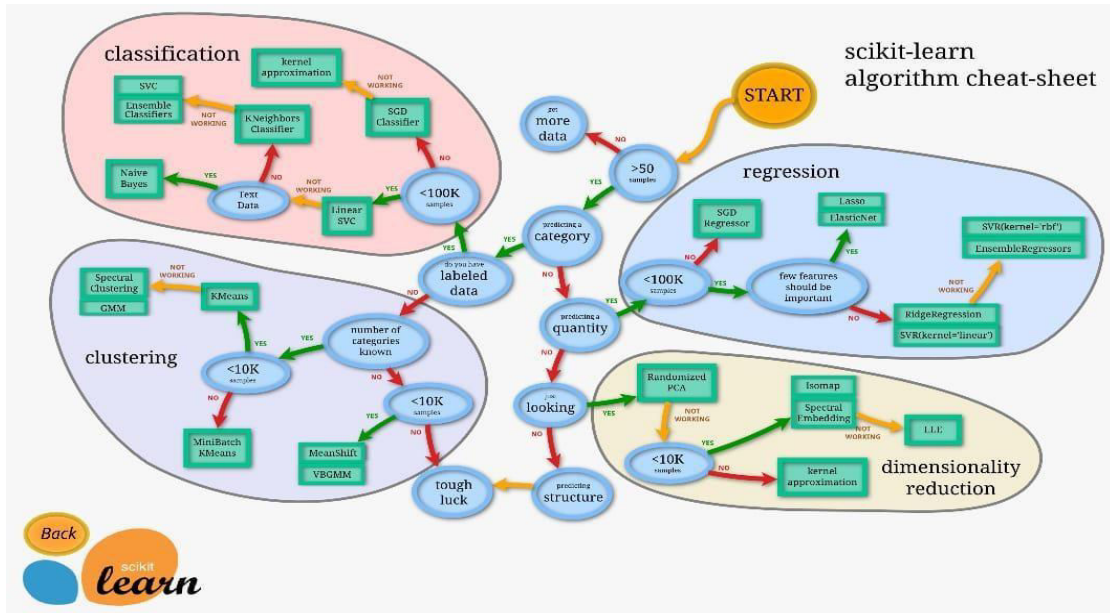 scikit-learn
algorithm cheat-sheet
START
classification
kernel
approximation
NOT
WORKING
SVC
Ensemble
Classifiers
NOT
WORKING
KNeighbors
Classifier
SGD
Classifier
NO
Naive
Bayes
YES
Text
Data
NO
NOT
WORKING
Linear
SVC
YES
<100K
samples
YES
get
more
data
NO
>50
samples
YES
predicting a
category
YES
NO
do you have
labeled
data
NO
predicting a
quantity
YES
NO
just
looking
YES
NO
predicting
structure
tough
luck
regression
SGD
Regressor
NO
<100K
samples
YES
Lasso
ElasticNet
YES
few features
should be
important
NO
SVR(kernel='rbf')
EnsembleRegressors
NOT
WORKING
RidgeRegression
SVR(kernel='linear')
clustering
Spectral
Clustering
GMM
NOT
WORKING
KMeans
YES
<10K
samples
NO
MiniBatch
KMeans
number of
categories
known
YES
NO
<10K
samples
YES
NO
MeanShift
VBGMM
dimensionality
reduction
Randomized
PCA
NOT
WORKING
<10K
samples
YES
NO
Isomap
Spectral
Embedding
NOT
WORKING
LLE
kernel
approximation
Back
scikit
learn